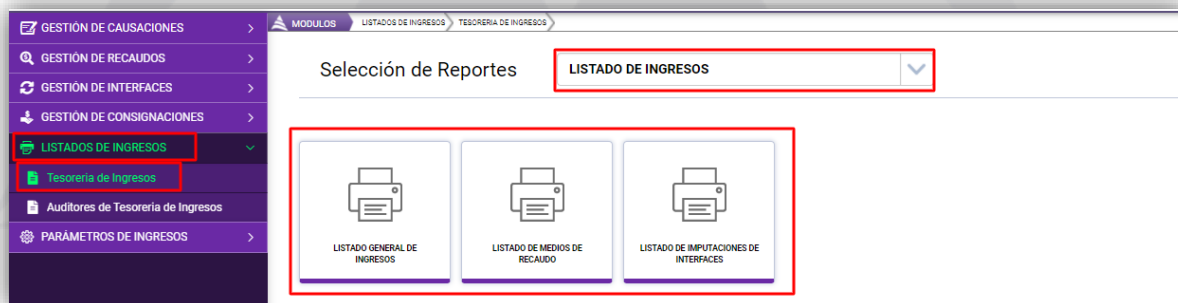 GESTIÓN DE CAUSACIONES
GESTIÓN DE RECAUDOS
GESTIÓN DE INTERFACES
GESTIÓN DE CONSIGNACIONES
LISTADOS DE INGRESOS
Tesoreria de Ingresos
Auditores de Tesoreria de Ingresos
PARÁMETROS DE INGRESOS
MODULOS LISTADOS DE INGRESOS TESORERIA DE INGRESOS
Selección de Reportes LISTADO DE INGRESOS
LISTADO GENERAL DE
INGRESOS
LISTADO DE MEDIOS DE
RECAUDO
LISTADO DE IMPUTACIONES DE
INTERFACES